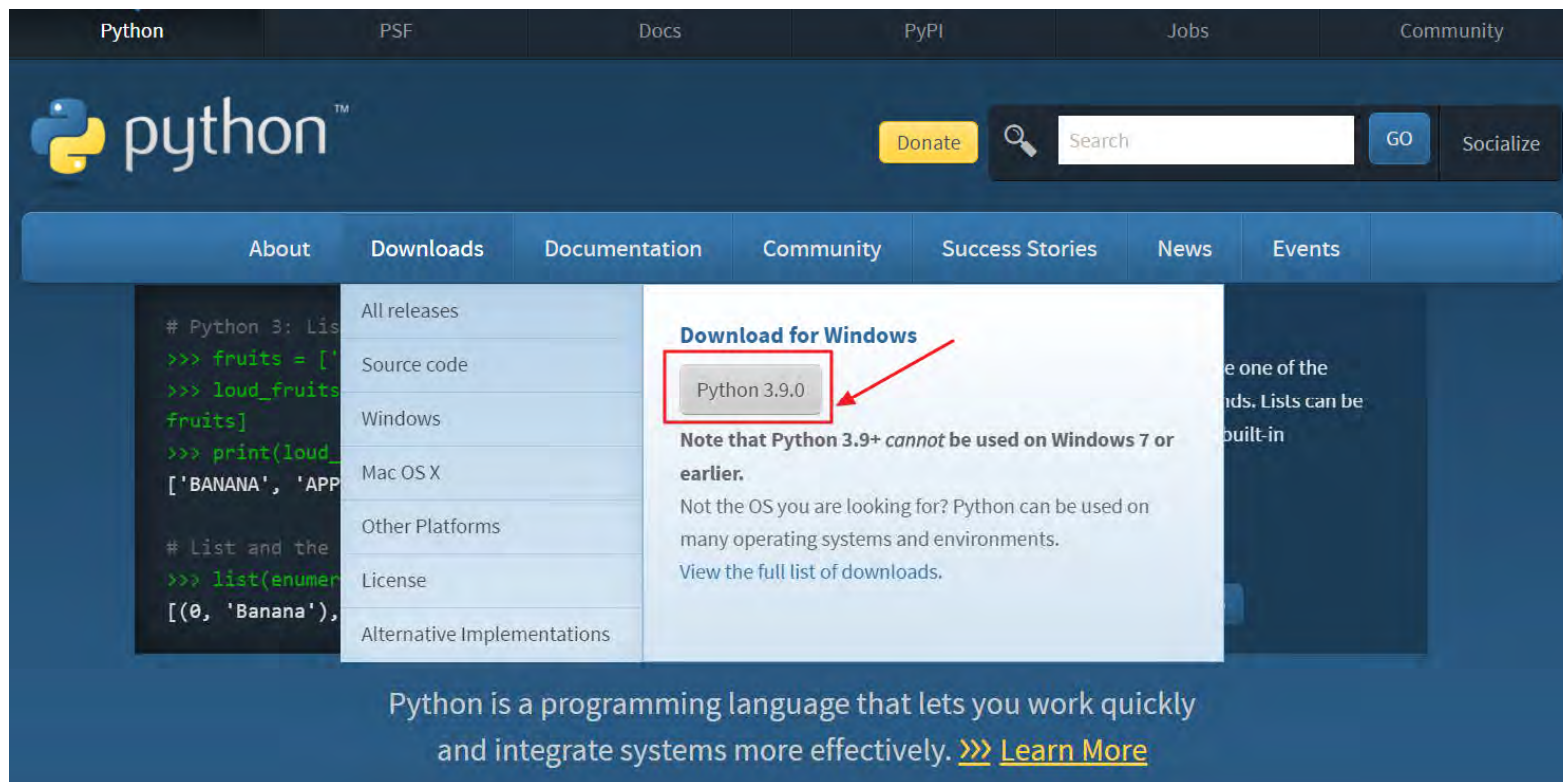 Python PSF Docs PyPI Jobs Community
python™
Donate Search GO Socialize
About Downloads Documentation Community Success Stories News Events
# Python 3: Lis
>>> fruits = ['
>>> loud_fruits
fruits]
>>> print(loud_
['BANANA', 'APP
# List and the
>>> list(enumer
[(0, 'Banana'),
All releases
Source code
Windows
Mac OS X
Other Platforms
License
Alternative Implementations
Download for Windows
Python 3.9.0
Note that Python 3.9+ cannot be used on Windows 7 or
earlier.
Not the OS you are looking for? Python can be used on
many operating systems and environments.
View the full list of downloads.
e one of the
nds. Lists can be
built-in
Python is a programming language that lets you work quickly
and integrate systems more effectively. >>> Learn More